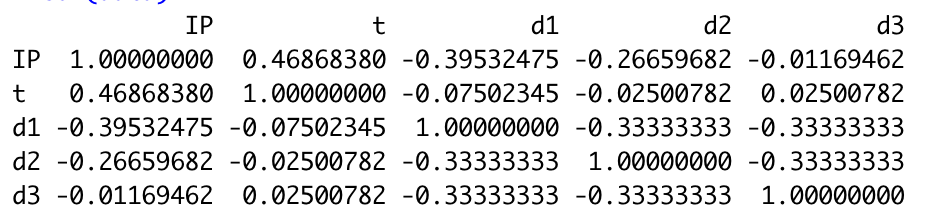 IP t d1 d2 d3
IP 1.00000000 0.46868380 -0.39532475 -0.26659682 -0.01169462
t 0.46868380 1.00000000 -0.07502345 -0.02500782 0.02500782
d1 -0.39532475 -0.07502345 1.00000000 -0.33333333 -0.33333333
d2 -0.26659682 -0.02500782 -0.33333333 1.00000000 -0.33333333
d3 -0.01169462 0.02500782 -0.33333333 -0.33333333 1.00000000